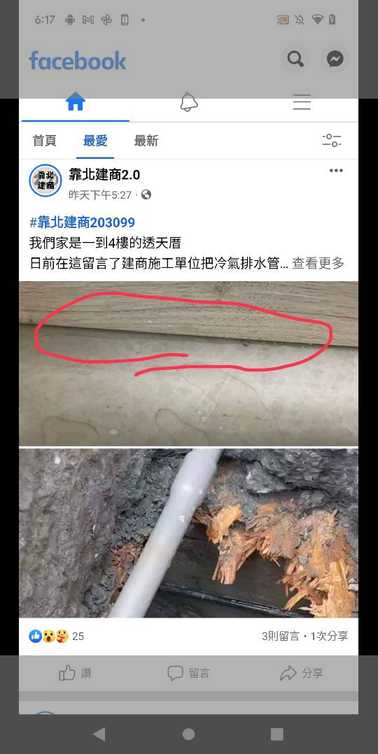 6:17
facebook
首頁
最愛
最新
靠北建商2.0
昨天下午5:27
#靠北建商203099
我們家是一到4樓的透天厝
日前在這留言了建商施工單位把冷氣排水管... 查看更多
25
3則留言・1次分享
讚
留言
分享